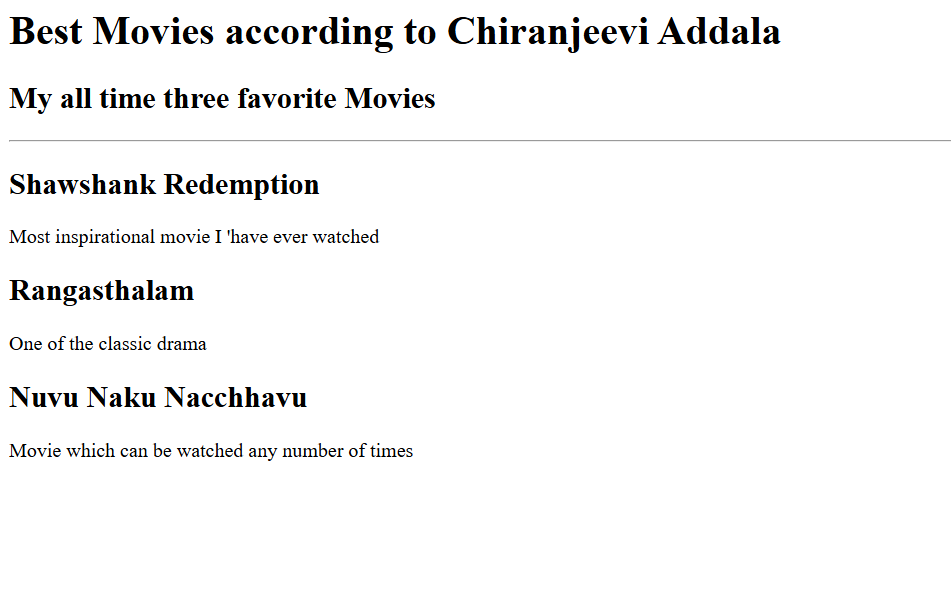 Best Movies according to Chiranjeevi Addala
My all time three favorite Movies
Shawshank Redemption
Most inspirational movie I 'have ever watched
Rangasthalam
One of the classic drama
Nuvu Naku Nacchhavu
Movie which can be watched any number of times